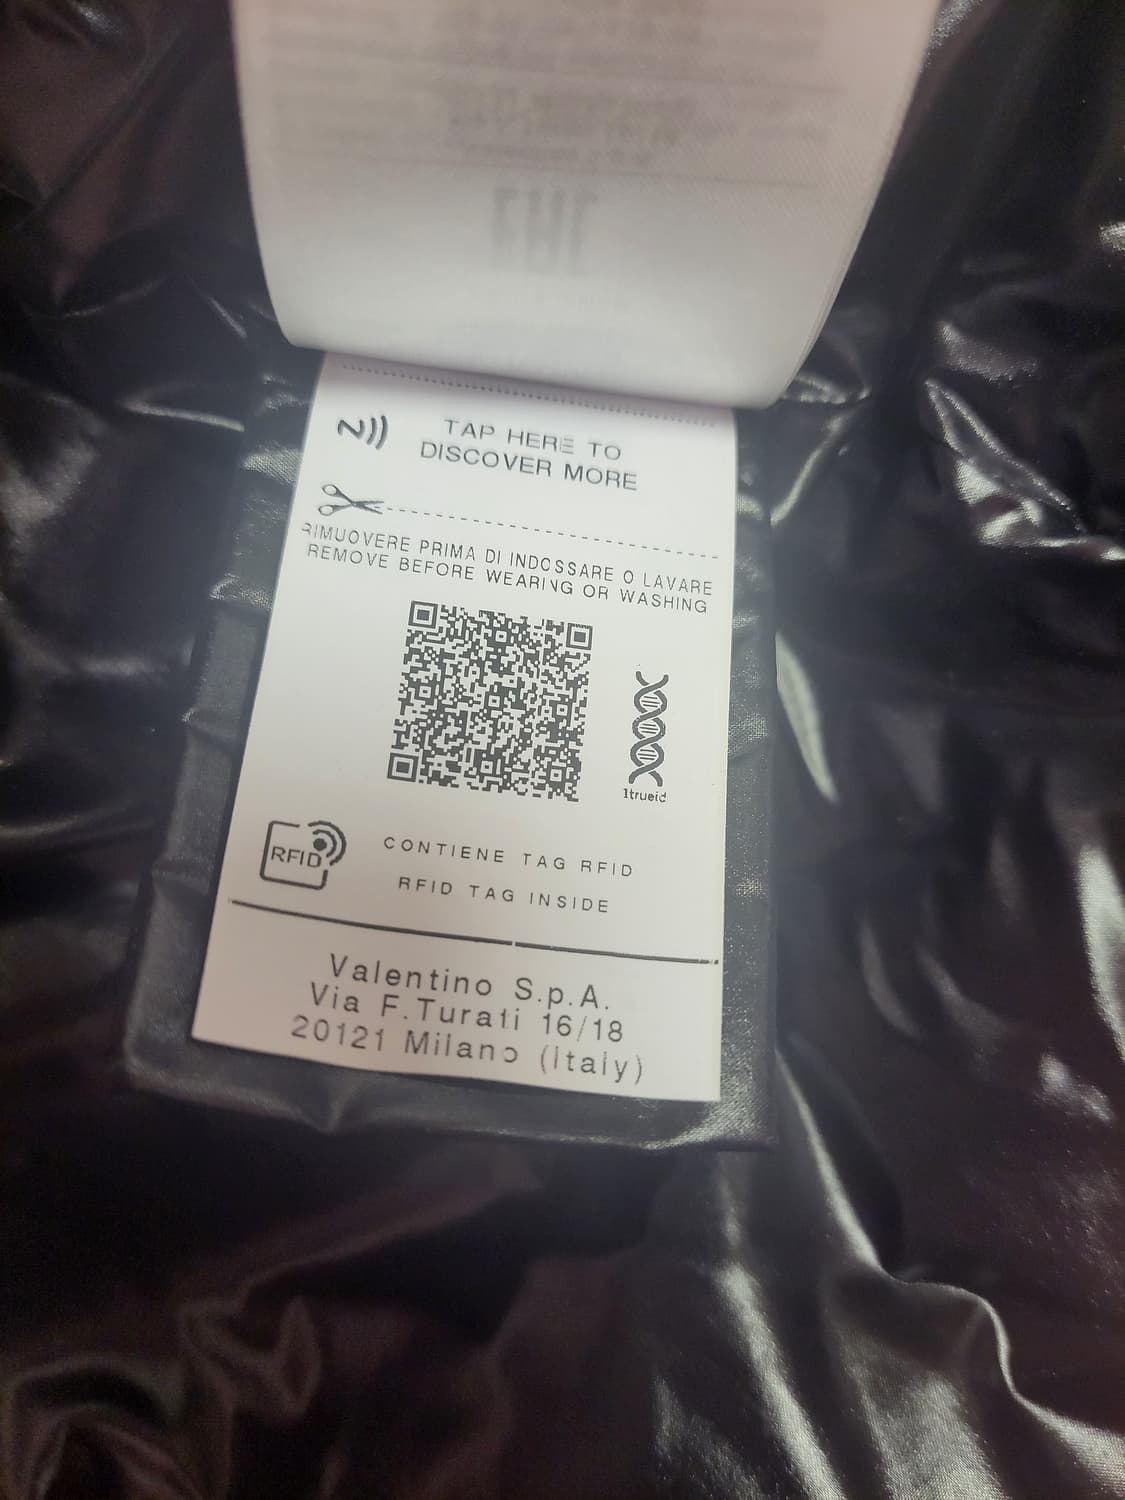 TAP HERE TO
DISCOVER MORE
RIMUOVERE PRIMA DI INDOSSARE O LAVARE
REMOVE BEFORE WEARING OR WASHING
1trueid
RFID
CONTIENE TAG RFID
RFID TAG INSIDE
Valentino S.p.A.
Via F.Turati 16/18
20121 Milano (Italy)